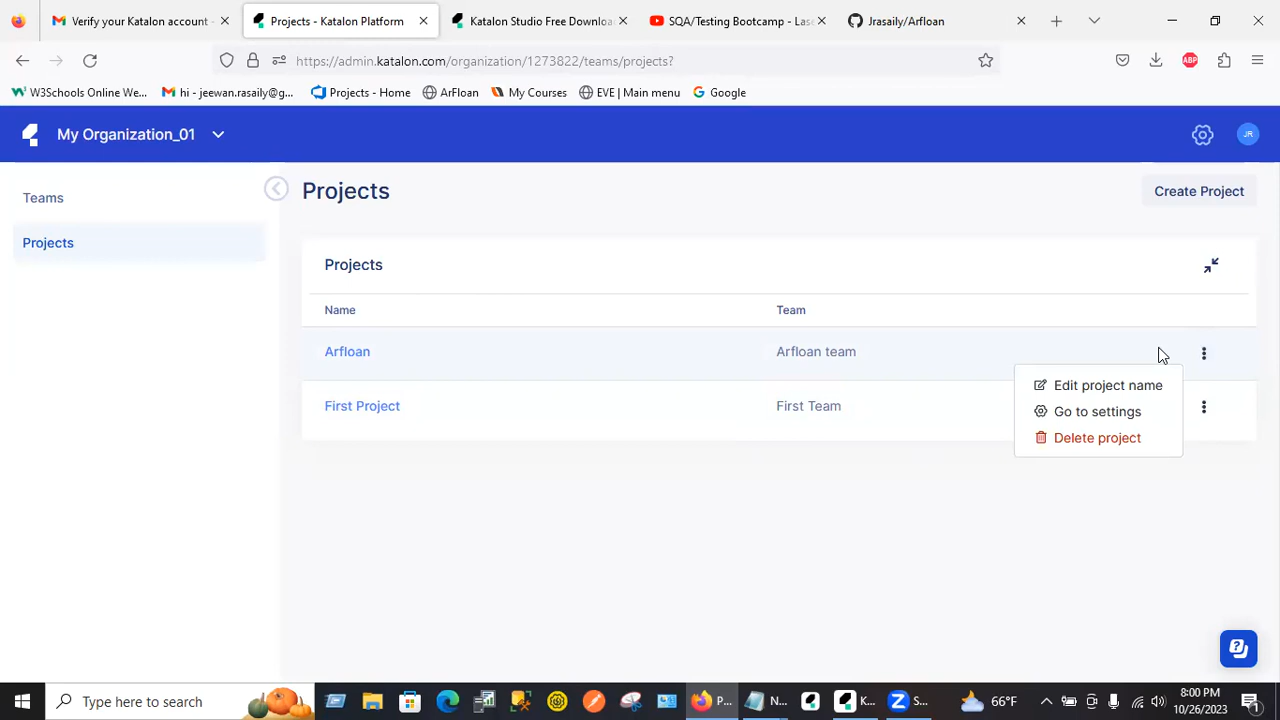 Verify your Katalon account -
Projects - Katalon Platform
Katalon Studio Free Downloa
SQA/Testing Bootcamp - Lase
Jrasaily/Arfloan
https://admin.katalon.com/organization/1273822/teams/projects?
ABP
W3Schools Online We...
hi - jeewan.rasaily@g...
Projects - Home
ArFloan
My Courses
EVE | Main menu
Google
My Organization_01
JR
Teams
Projects
Projects
Create Project
Projects
Name
Team
Arfloan
Arfloan team
Edit project name
Go to settings
Delete project
First Project
First Team
Type here to search
P...
N...
K...
S...
66°F
8:00 PM
10/26/2023
1